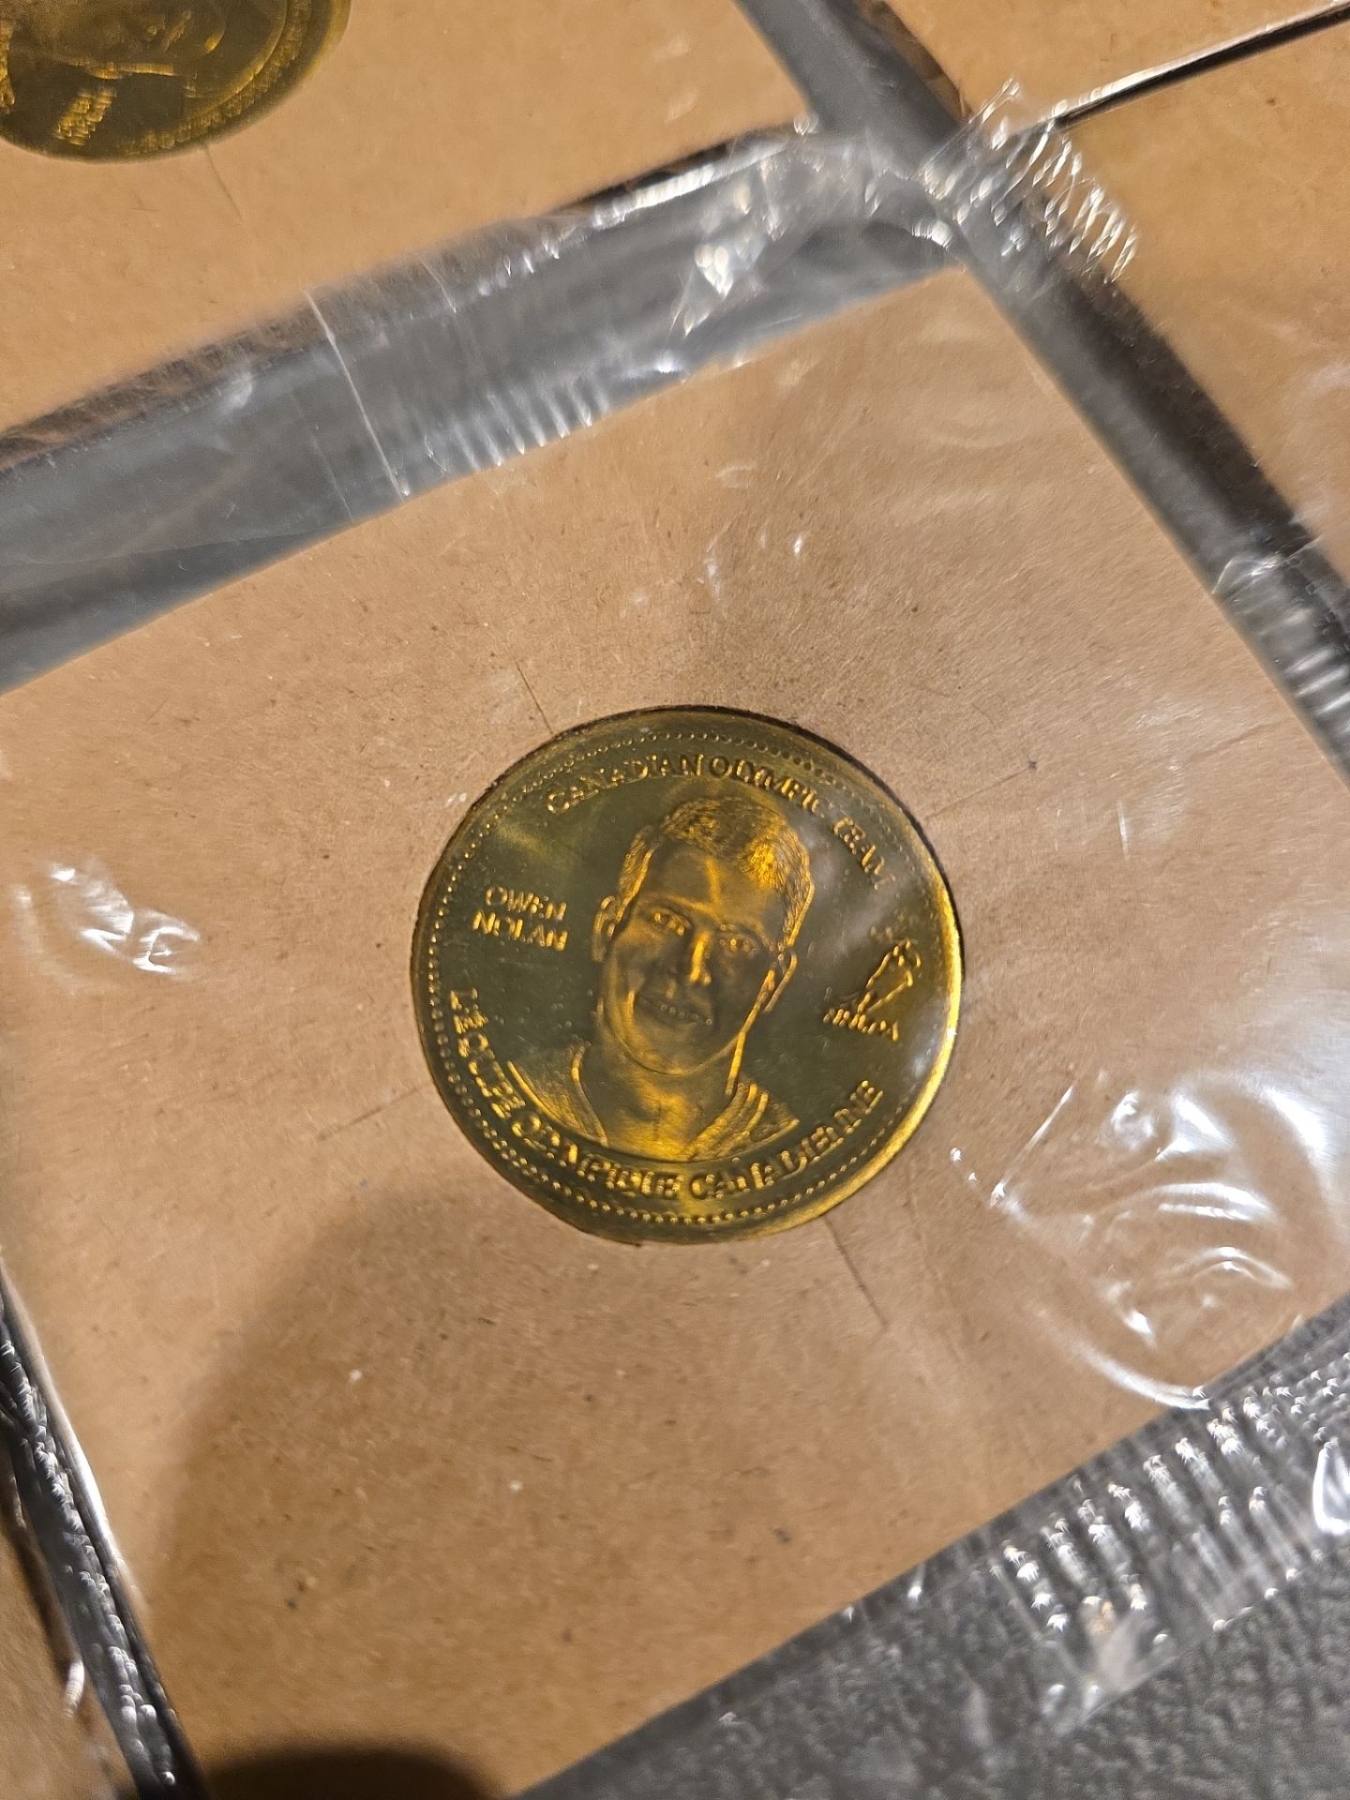 CANADIAN OLYMPIC TEAM
OWEN
NOLAN
L'ÉQUIPE OLYMPIQUE CANADIENNE